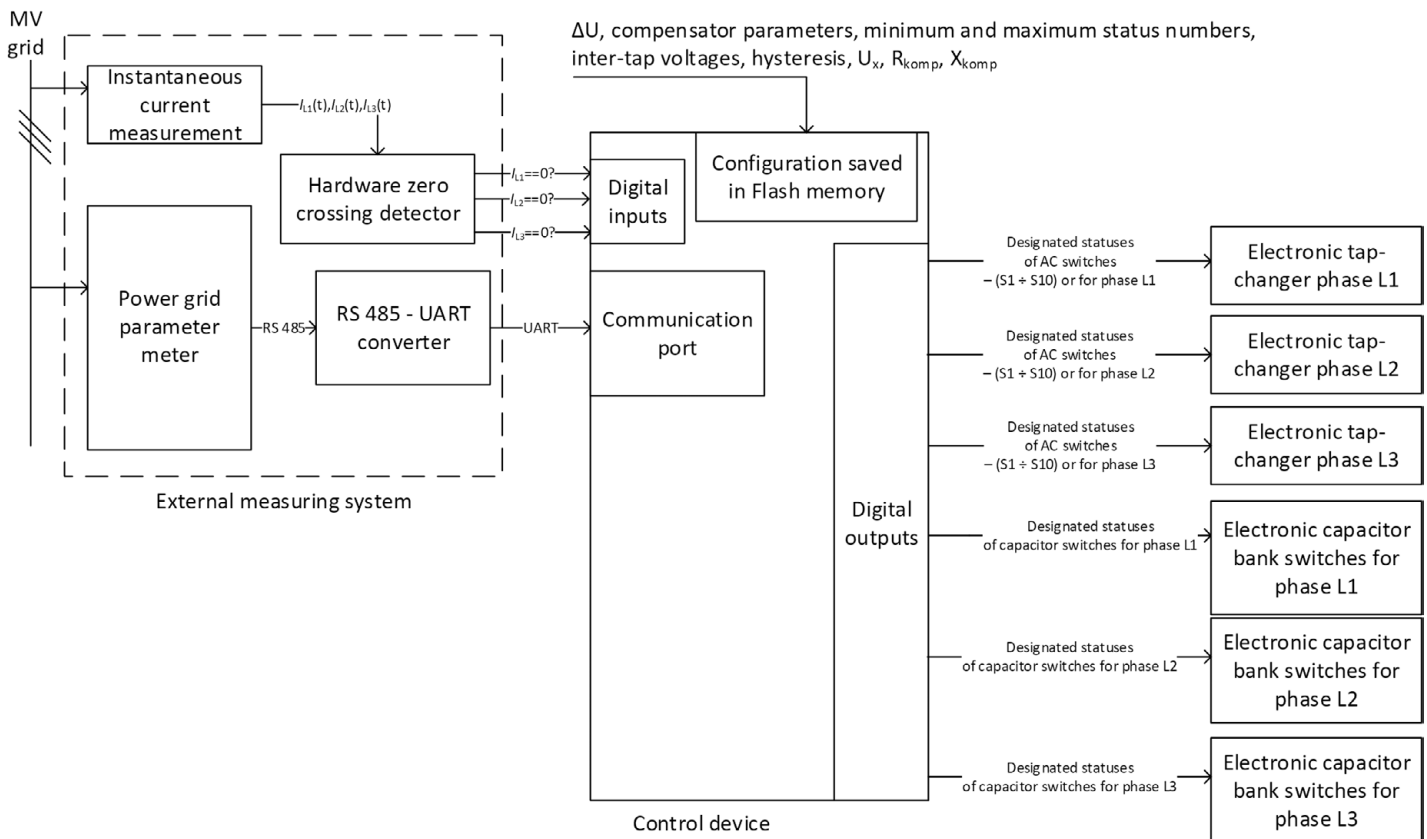 MV
grid
ΔU, compensator parameters, minimum and maximum status numbers,
inter-tap voltages, hysteresis, Uₓ, Rkomp, Xkomp
Instantaneous
current
measurement
IL1(t),IL2(t),IL3(t)
Hardware zero
crossing detector
IL1==0?
IL2==0?
IL3==0?
Digital
inputs
Configuration saved
in Flash memory
Power grid
parameter
meter
RS 485
RS 485 - UART
converter
UART
Communication
port
External measuring system
Digital
outputs
Control device
Designated statuses
of AC switches
– (S1 ÷ S10) or for phase L1
Electronic tap-
changer phase L1
Designated statuses
of AC switches
– (S1 ÷ S10) or for phase L2
Electronic tap-
changer phase L2
Designated statuses
of AC switches
– (S1 ÷ S10) or for phase L3
Electronic tap-
changer phase L3
Designated statuses
of capacitor switches for phase L1
Electronic capacitor
bank switches for
phase L1
Designated statuses
of capacitor switches for phase L2
Electronic capacitor
bank switches for
phase L2
Designated statuses
of capacitor switches for phase L3
Electronic capacitor
bank switches for
phase L3